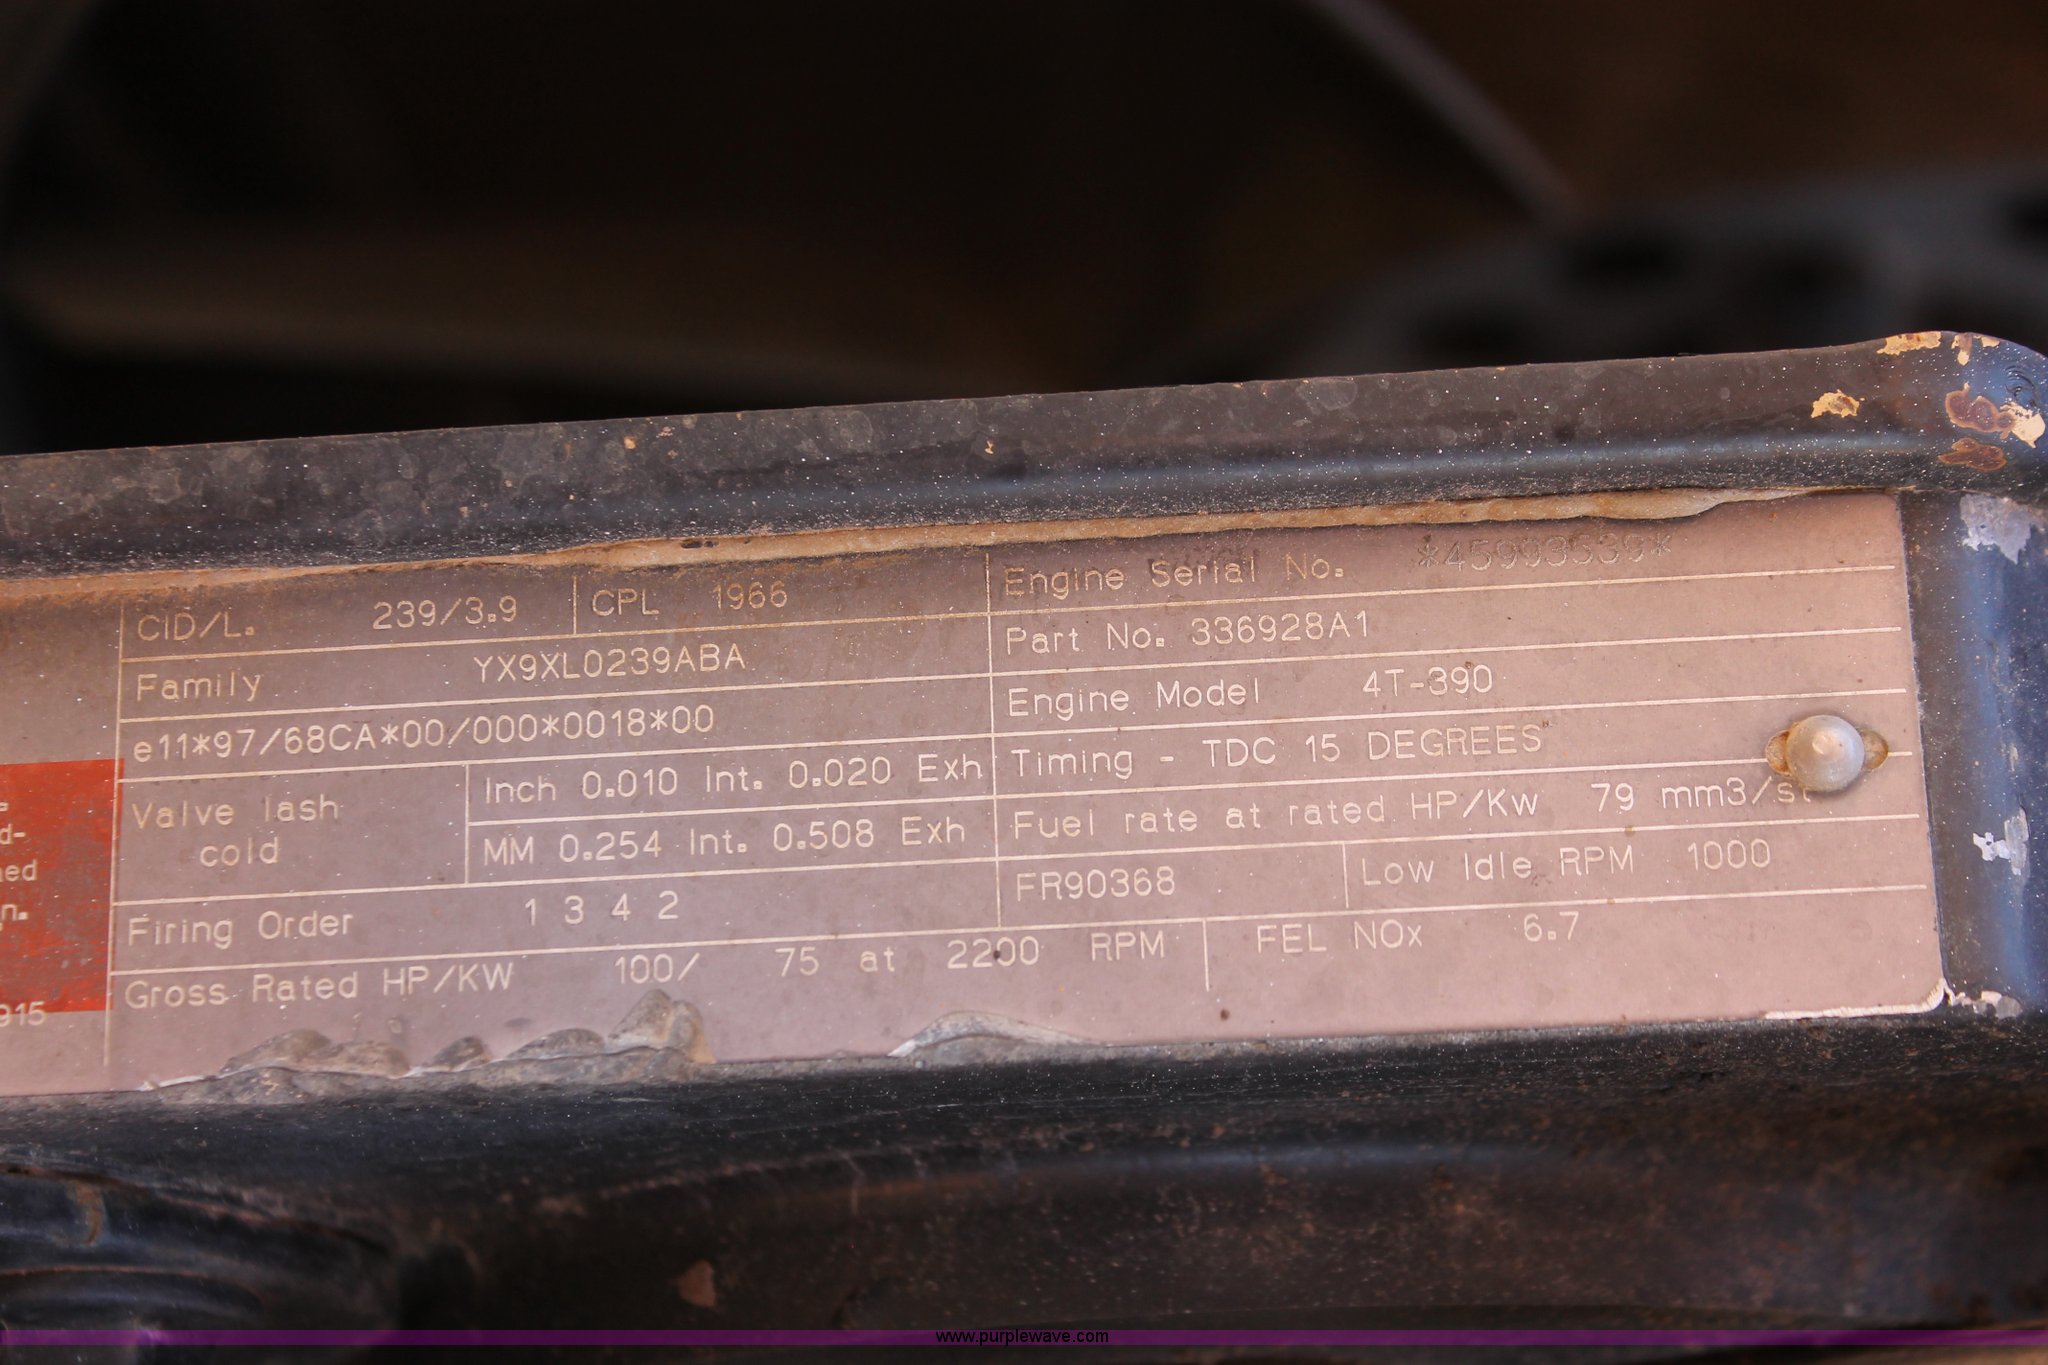 CID/L. 239/3.9 CPL 1966
Family YX9XL0239ABA
e11*97/68CA*00/000*0018*00
Valve lash cold
Inch 0.010 Int. 0.020 Exh
MM 0.254 Int. 0.508 Exh
Firing Order 1 3 4 2
Gross Rated HP/KW 100/ 75 at 2200 RPM FEL NOx 6.7
Engine Serial No. *45993539*
Part No. 336928A1
Engine Model 4T-390
Timing - TDC 15 DEGREES
Fuel rate at rated HP/Kw 79 mm3/st
FR90368 Low Idle RPM 1000
915
www.purplewave.com